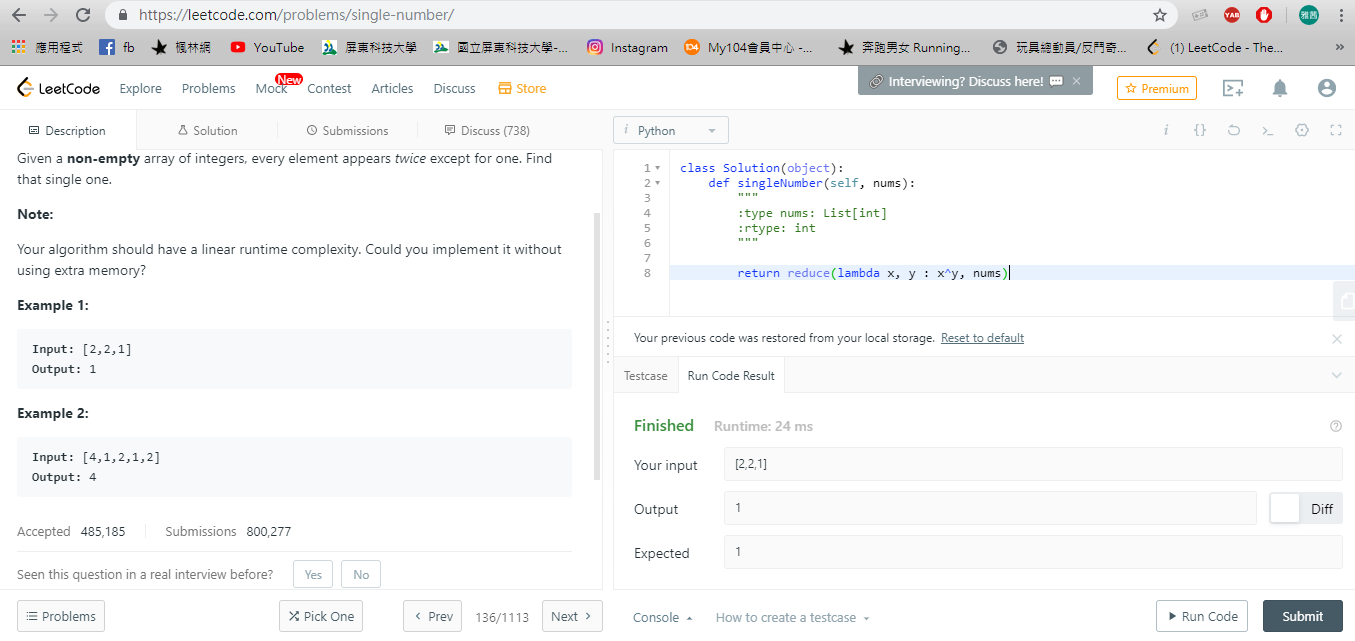 https://leetcode.com/problems/single-number/
YAB
雅茜
應用程式 fb 楓林網 YouTube 屏東科技大學 國立屏東科技大學-... Instagram 104 My104會員中心 -... 奔跑男女 Running... 玩具總動員/反鬥奇... (1) LeetCode - The... »
LeetCode Explore Problems Mock New Contest Articles Discuss Store Interviewing? Discuss here! × Premium
Description Solution Submissions Discuss (738) i Python i {}
Given a non-empty array of integers, every element appears twice except for one. Find
that single one.
Note:
Your algorithm should have a linear runtime complexity. Could you implement it without
using extra memory?
Example 1:
Input: [2,2,1]
Output: 1
Example 2:
Input: [4,1,2,1,2]
Output: 4
Accepted 485,185 Submissions 800,277
Seen this question in a real interview before? Yes No
Problems Pick One Prev 136/1113 Next
1 class Solution(object):
2 def singleNumber(self, nums):
3 """
4 :type nums: List[int]
5 :rtype: int
6 """
7
8 return reduce(lambda x, y : x^y, nums)
Your previous code was restored from your local storage. Reset to default
Testcase Run Code Result
Finished Runtime: 24 ms
Your input [2,2,1]
Output 1 Diff
Expected 1
Console How to create a testcase Run Code Submit